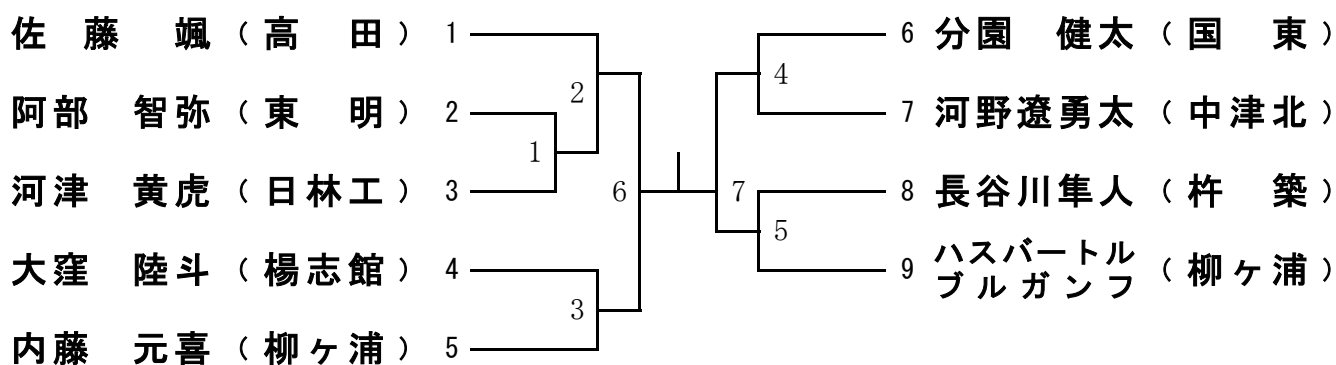 佐 藤 颯 ( 高 田 ) 1
阿部 智弥 ( 東 明 ) 2
河津 黄虎 ( 日林工 ) 3
大窪 陸斗 ( 楊志館 ) 4
内藤 元喜 ( 柳ヶ浦 ) 5
2
1
6
3
6 分園 健太 ( 国 東 )
7 河野遼勇太 ( 中津北 )
8 長谷川隼人 ( 杵 築 )
9 ハスバートル
ブルガンフ ( 柳ヶ浦 )
4
7
5